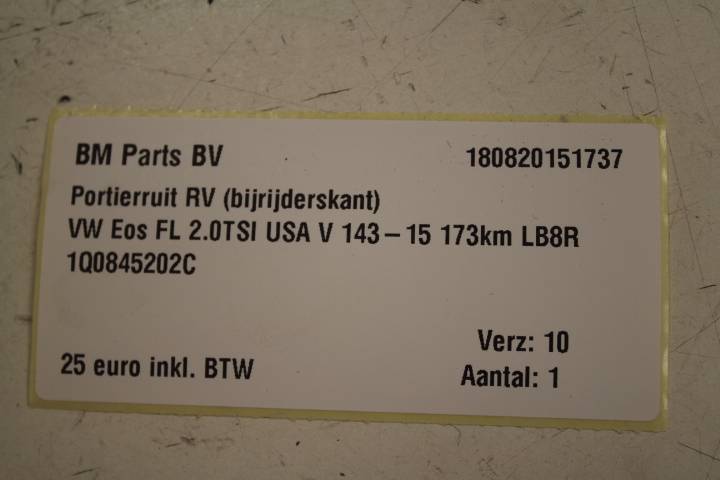 BM Parts BV 180820151737
Portierruit RV (bijrijderskant)
VW Eos FL 2.0TSI USA V 143-15 173km LB8R
1Q0845202C
Verz: 10
25 euro inkl. BTW Aantal: 1